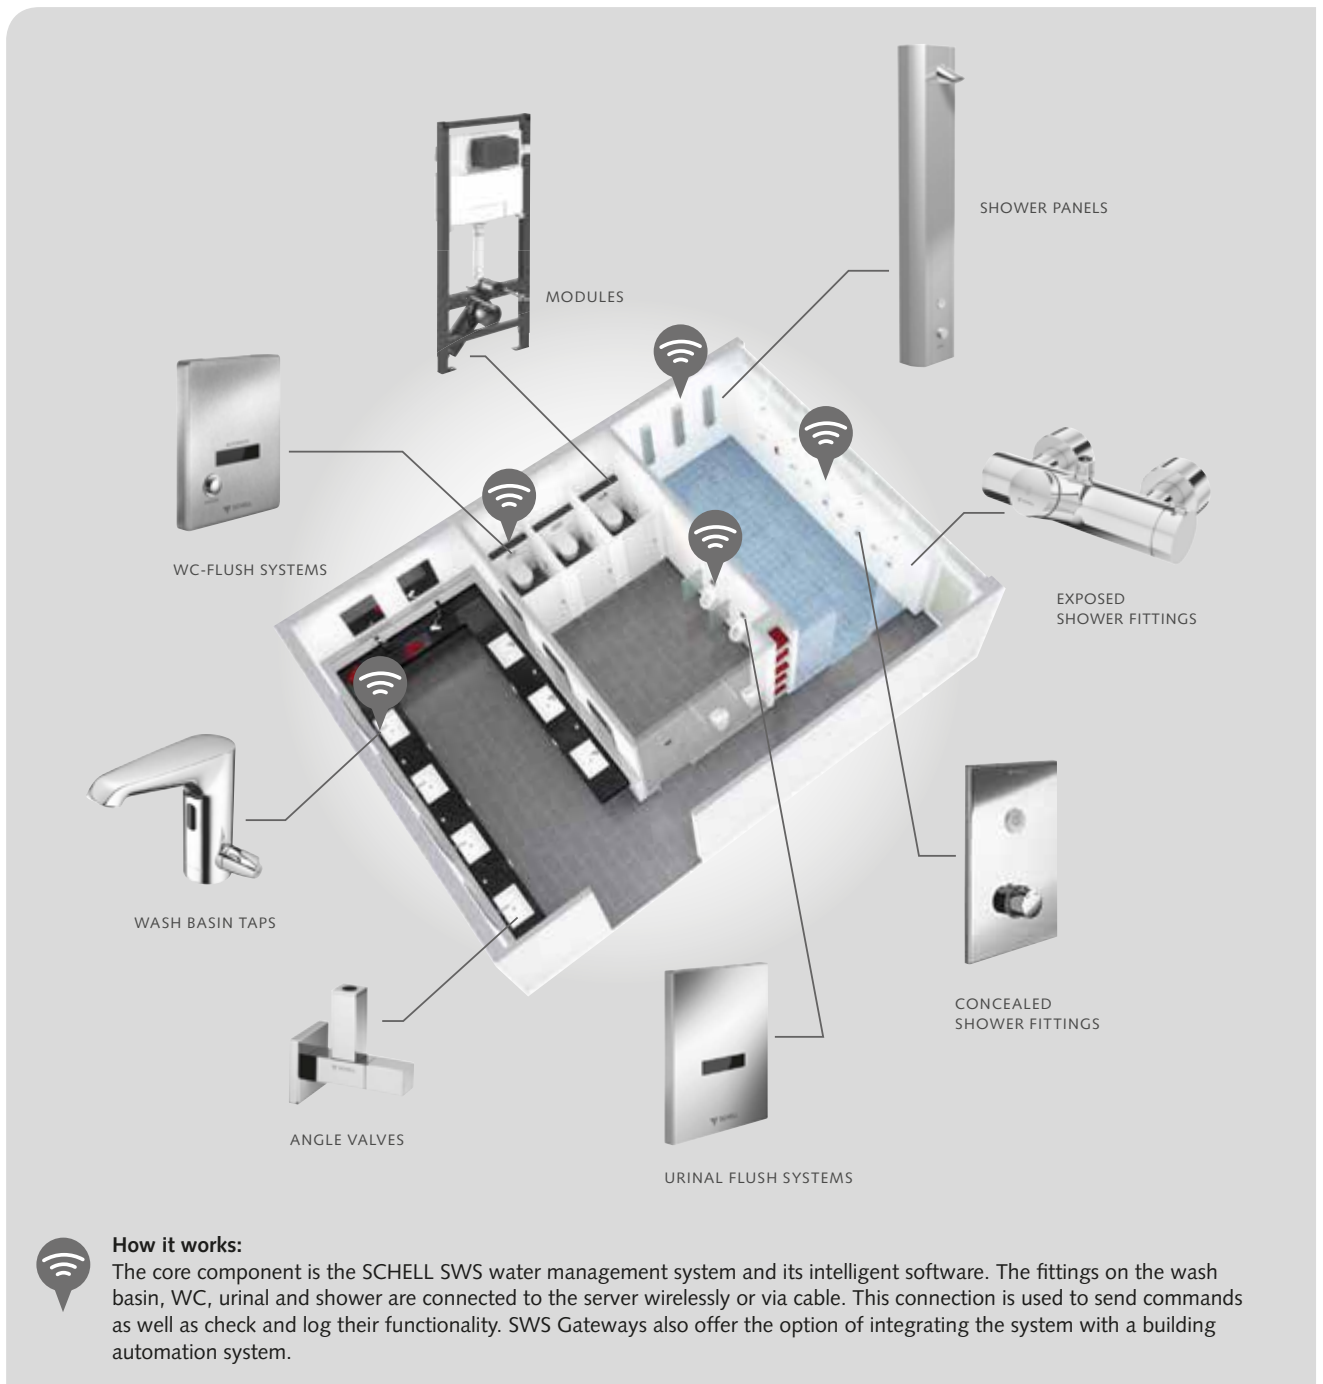 SHOWER PANELS
MODULES
WC-FLUSH SYSTEMS
EXPOSED
SHOWER FITTINGS
WASH BASIN TAPS
CONCEALED
SHOWER FITTINGS
ANGLE VALVES
URINAL FLUSH SYSTEMS
SCHELL
SCHELL
SCHELL
How it works:
The core component is the SCHELL SWS water management system and its intelligent software. The fittings on the wash
basin, WC, urinal and shower are connected to the server wirelessly or via cable. This connection is used to send commands
as well as check and log their functionality. SWS Gateways also offer the option of integrating the system with a building
automation system.